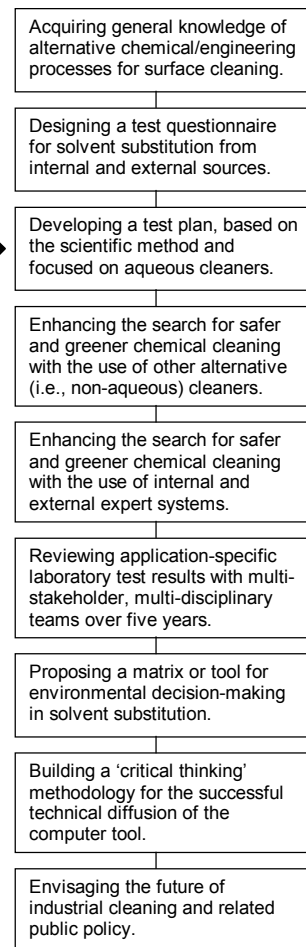 Acquiring general knowledge of
alternative chemical/engineering
processes for surface cleaning.
Designing a test questionnaire
for solvent substitution from
internal and external sources.
Developing a test plan, based on
the scientific method and
focused on aqueous cleaners.
Enhancing the search for safer
and greener chemical cleaning
with the use of other alternative
(i.e., non-aqueous) cleaners.
Enhancing the search for safer
and greener chemical cleaning
with the use of internal and
external expert systems.
Reviewing application-specific
laboratory test results with multi-
stakeholder, multi-disciplinary
teams over five years.
Proposing a matrix or tool for
environmental decision-making
in solvent substitution.
Building a ‘critical thinking’
methodology for the successful
technical diffusion of the
computer tool.
Envisaging the future of
industrial cleaning and related
public policy.